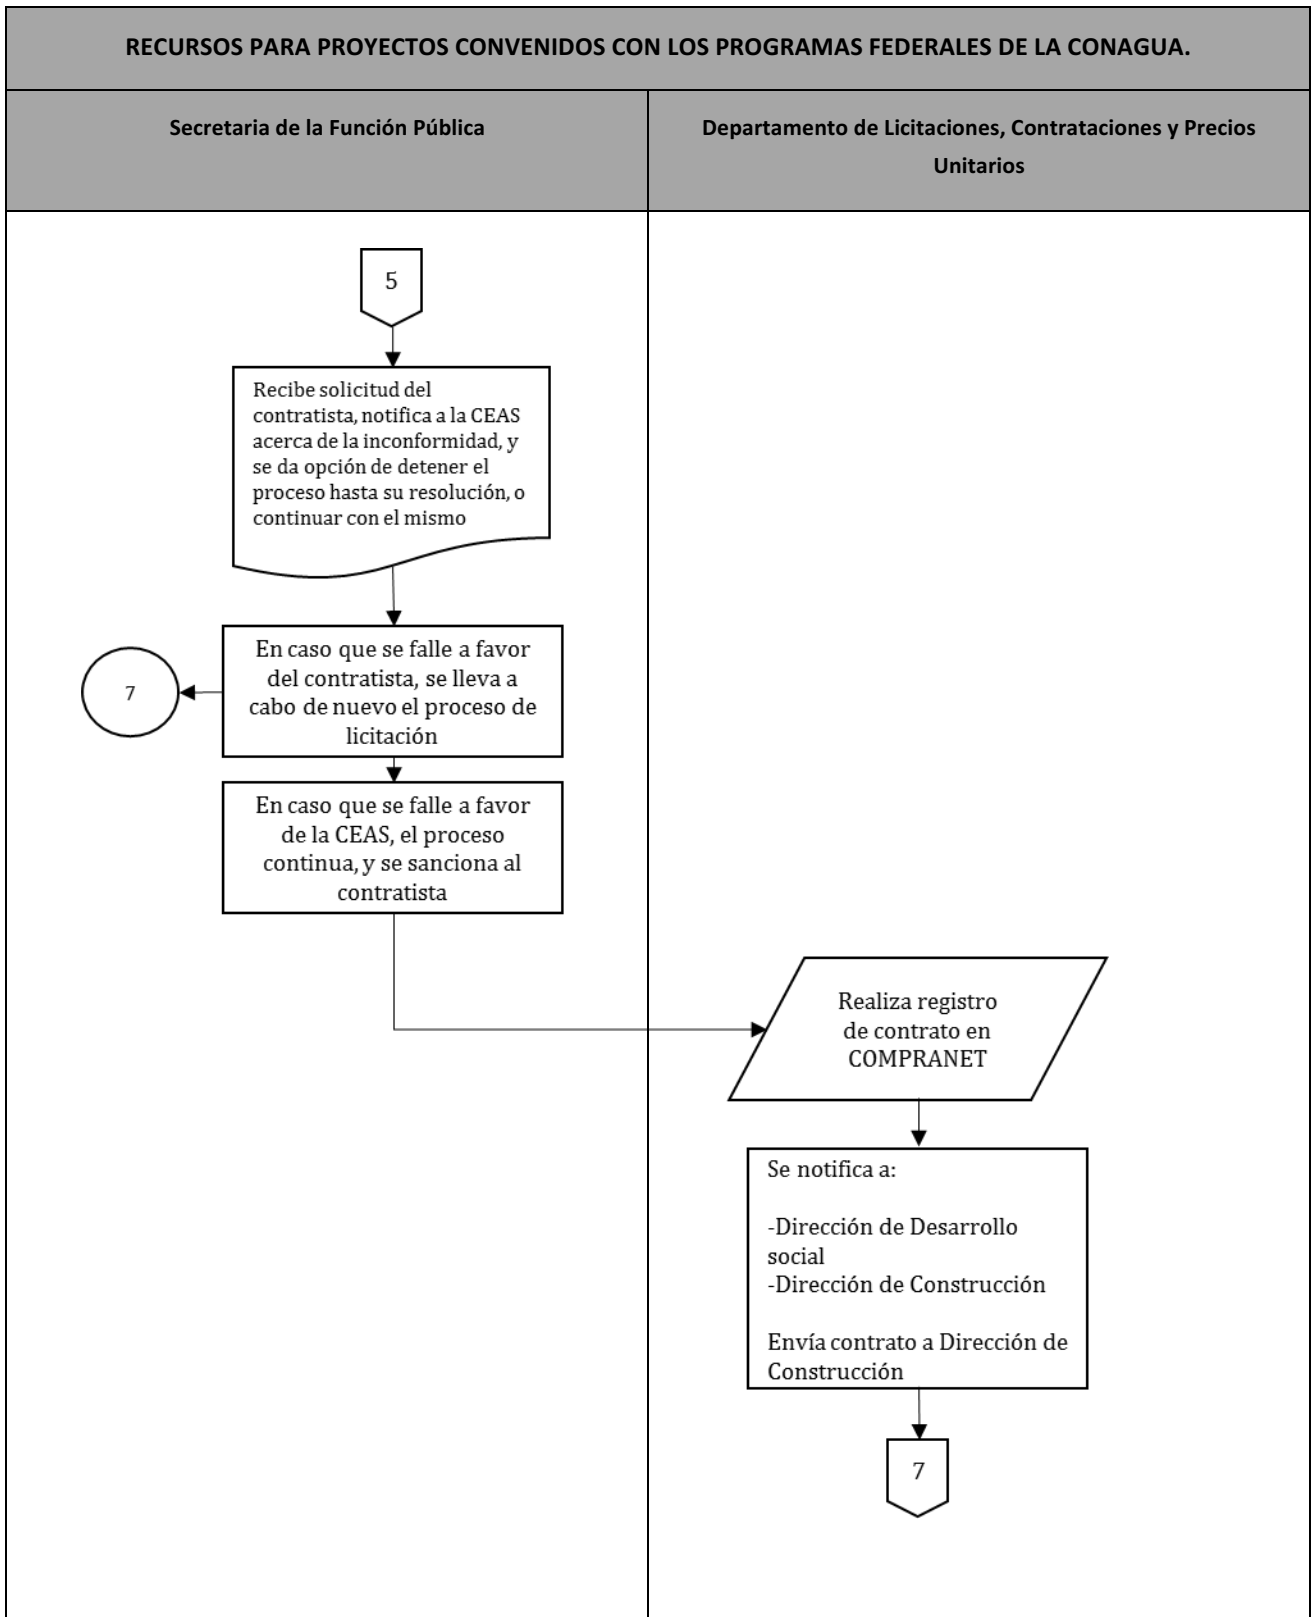 RECURSOS PARA PROYECTOS CONVENIDOS CON LOS PROGRAMAS FEDERALES DE LA CONAGUA.
Secretaria de la Función Pública
Departamento de Licitaciones, Contrataciones y Precios
Unitarios
5
Recibe solicitud del
contratista, notifica a la CEAS
acerca de la inconformidad, y
se da opción de detener el
proceso hasta su resolución, o
continuar con el mismo
En caso que se falle a favor
del contratista, se lleva a
cabo de nuevo el proceso de
licitación
7
En caso que se falle a favor
de la CEAS, el proceso
continua, y se sanciona al
contratista
Realiza registro
de contrato en
COMPRANET
Se notifica a:
-Dirección de Desarrollo
social
-Dirección de Construcción
Envía contrato a Dirección de
Construcción
7